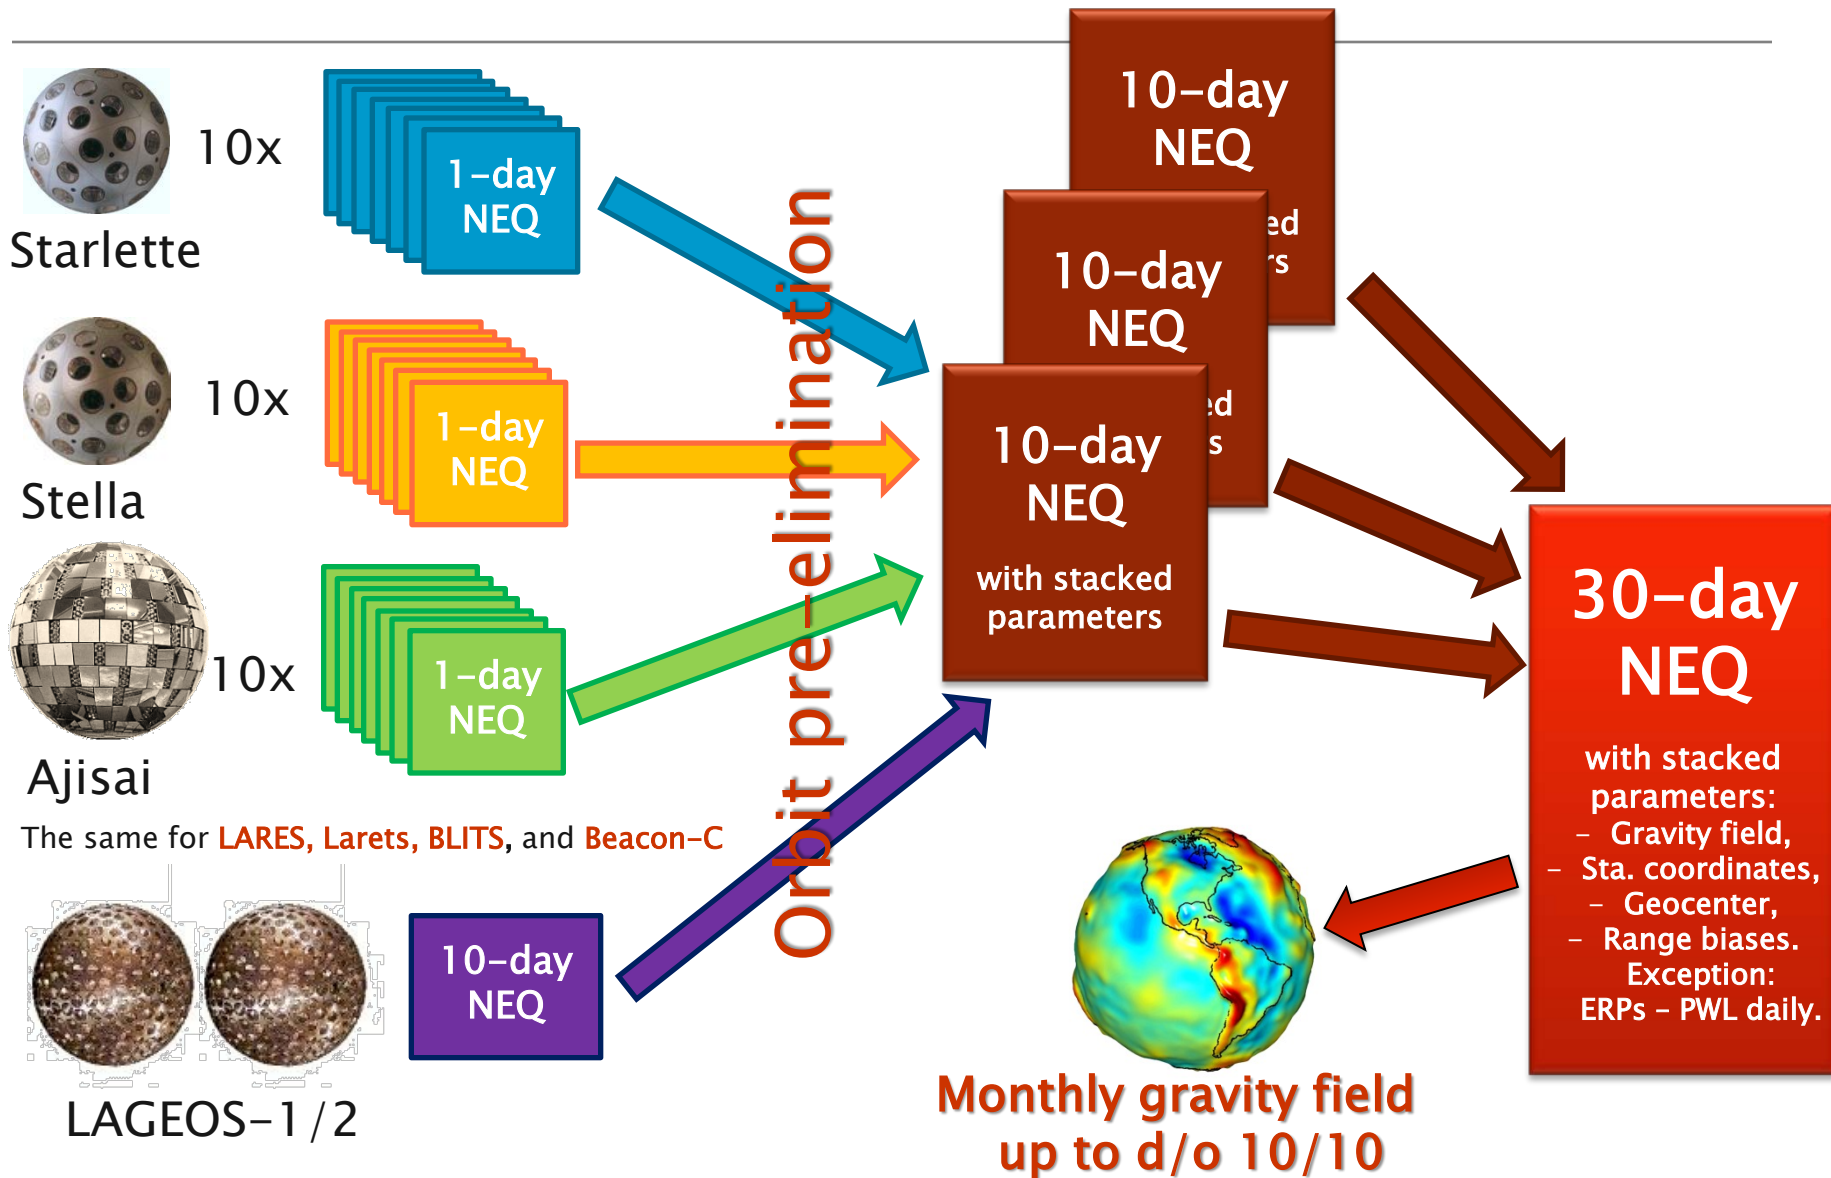 10x
1-day
NEQ
Starlette
10x
1-day
NEQ
Stella
10x
1-day
NEQ
Ajisai
The same for LARES, Larets, BLITS, and Beacon-C
10-day
NEQ
LAGEOS-1/2
Orbit pre-elimination
10-day
NEQ
ed
rs
10-day
NEQ
ed
s
10-day
NEQ
with stacked
parameters
30-day
NEQ
with stacked
parameters:
- Gravity field,
- Sta. coordinates,
- Geocenter,
- Range biases.
Exception:
ERPs - PWL daily.
Monthly gravity field
up to d/o 10/10